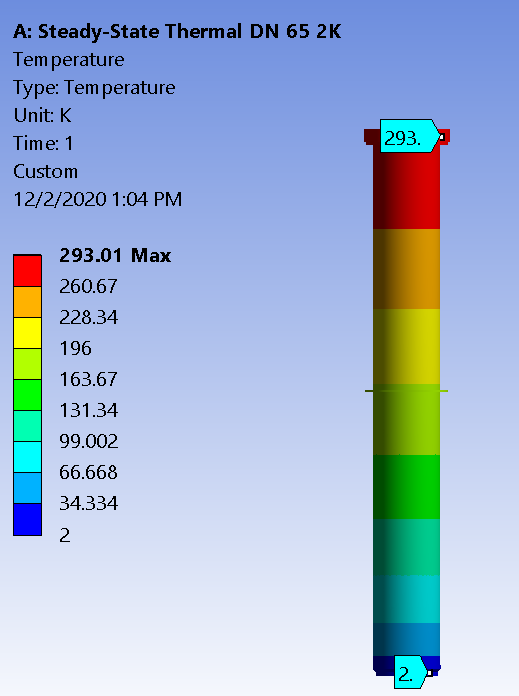 A: Steady-State Thermal DN 65 2K
Temperature
Type: Temperature
Unit: K
Time: 1
Custom
12/2/2020 1:04 PM
293.01 Max
260.67
228.34
196
163.67
131.34
99.002
66.668
34.334
2
293.
2.